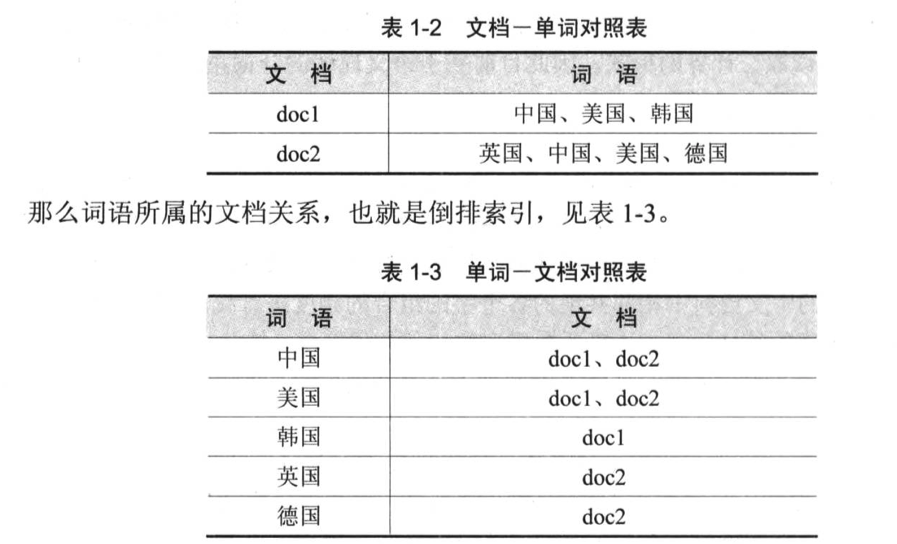 表 1-2 文档－单词对照表
文 档 词 语
doc1 中国、美国、韩国
doc2 英国、中国、美国、德国
那么词语所属的文档关系，也就是倒排索引，见表 1-3。
表 1-3 单词－文档对照表
词 语 文 档
中国 doc1、doc2
美国 doc1、doc2
韩国 doc1
英国 doc2
德国 doc2